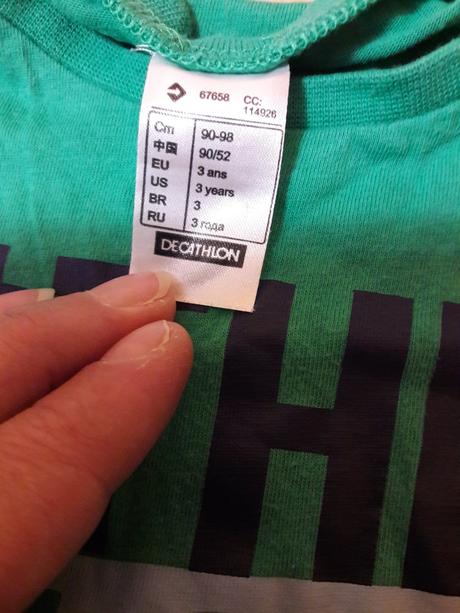 67658 CC: 114926
Cm 90-98
中国 90/52
EU 3 ans
US 3 years
BR 3
RU 3 года
DECATHLON
H